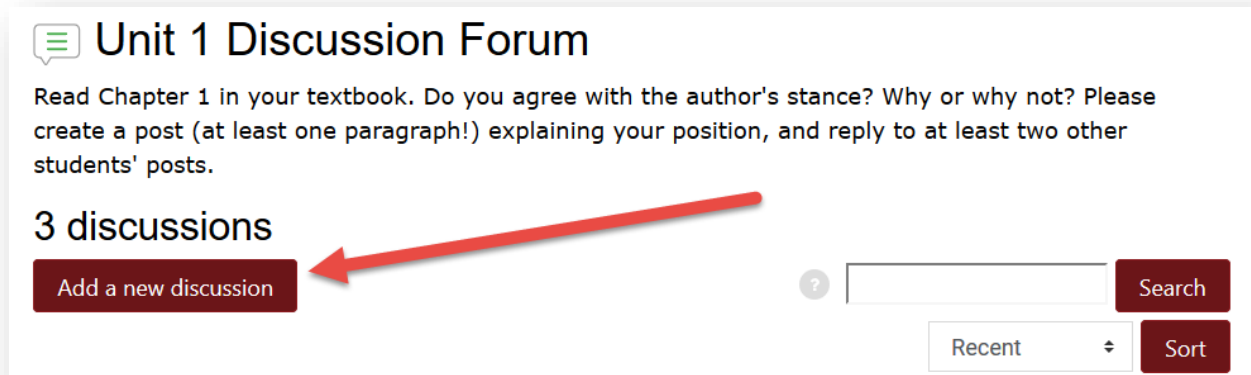 Unit 1 Discussion Forum
Read Chapter 1 in your textbook. Do you agree with the author's stance? Why or why not? Please
create a post (at least one paragraph!) explaining your position, and reply to at least two other
students' posts.
3 discussions
Add a new discussion
? Search
Recent Sort